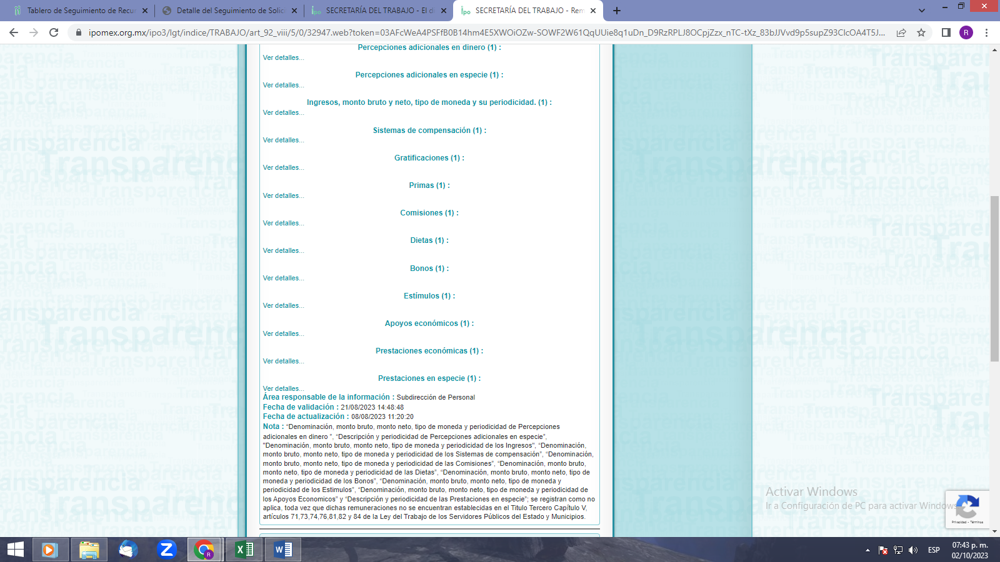 Tablero de Seguimiento de Recur
Detalle del Seguimiento de Solici
SECRETARÍA DEL TRABAJO - El di
SECRETARÍA DEL TRABAJO - Rem
ipomex.org.mx/ipo3/lgt/indice/TRABAJO/art_92_viii/5/0/32947.web?token=03AFcWeA4PSFfB0B14hm4E5XWOiOZw-SOWF2W61QqUUie8q1uDn_D9RzRPLJ8OCpjZzx_nTC-tXz_83bJJVvd9p5supZ93ClcOA4T5J...
R
Percepciones adicionales en dinero (1) :
Ver detalles...
Percepciones adicionales en especie (1) :
Ver detalles...
Ingresos, monto bruto y neto, tipo de moneda y su periodicidad. (1) :
Ver detalles...
Sistemas de compensación (1) :
Ver detalles...
Gratificaciones (1) :
Ver detalles...
Primas (1) :
Ver detalles...
Comisiones (1) :
Ver detalles...
Dietas (1) :
Ver detalles...
Bonos (1) :
Ver detalles...
Estímulos (1) :
Ver detalles...
Apoyos económicos (1) :
Ver detalles...
Prestaciones económicas (1) :
Ver detalles...
Prestaciones en especie (1) :
Ver detalles...
Área responsable de la información : Subdirección de Personal
Fecha de validación : 21/08/2023 14:48:48
Fecha de actualización : 08/08/2023 11:20:20
Nota : “Denominación, monto bruto, monto neto, tipo de moneda y periodicidad de Percepciones
adicionales en dinero ”, “Descripción y periodicidad de Percepciones adicionales en especie”,
"Denominación, monto bruto, monto neto, tipo de moneda y periodicidad de los Ingresos", “Denominación,
monto bruto, monto neto, tipo de moneda y periodicidad de los Sistemas de compensación”, “Denominación,
monto bruto, monto neto, tipo de moneda y periodicidad de las Comisiones”, “Denominación, monto bruto,
monto neto, tipo de moneda y periodicidad de las Dietas”, “Denominación, monto bruto, monto neto, tipo de
moneda y periodicidad de los Bonos”, “Denominación, monto bruto, monto neto, tipo de moneda y
periodicidad de los Estimulos”, “Denominación, monto bruto, monto neto, tipo de moneda y periodicidad de
los Apoyos Economicos” y “Descripción y periodicidad de las Prestaciones en especie”; se registran como no
aplica, toda vez que dichas remuneraciones no se encuentran establecidas en el Titulo Tercero Capítulo V,
artículos 71,73,74,76,81,82 y 84 de la Ley del Trabajo de los Servidores Públicos del Estado y Municipios.
Activar Windows
Ir a Configuración de PC para activar Windows.
Privacidad - Términos
ESP
07:43 p. m.
02/10/2023